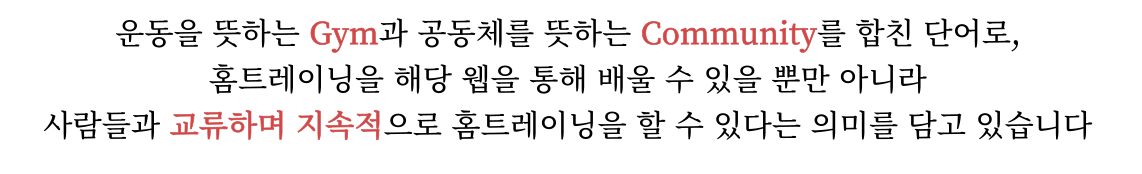 운동을 뜻하는 Gym과 공동체를 뜻하는 Community를 합친 단어로,
홈트레이닝을 해당 웹을 통해 배울 수 있을 뿐만 아니라
사람들과 교류하며 지속적으로 홈트레이닝을 할 수 있다는 의미를 담고 있습니다